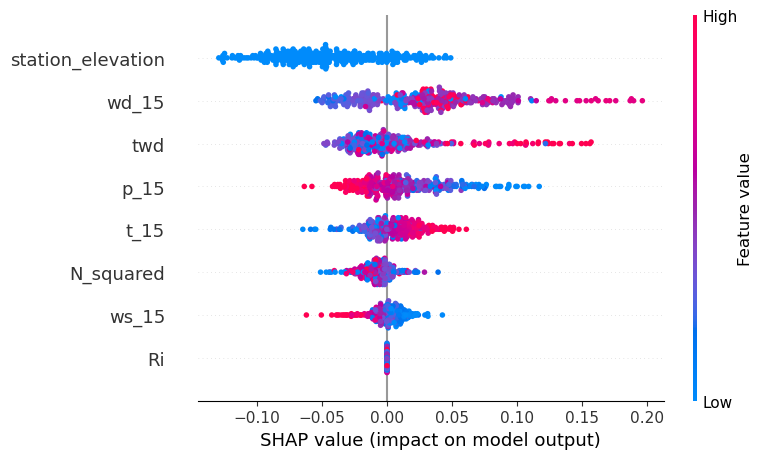 High
station_elevation
wd_15
twd
p_15
t_15
N_squared
ws_15
Ri
Feature value
Low
−0.10 −0.05 0.00 0.05 0.10 0.15 0.20
SHAP value (impact on model output)